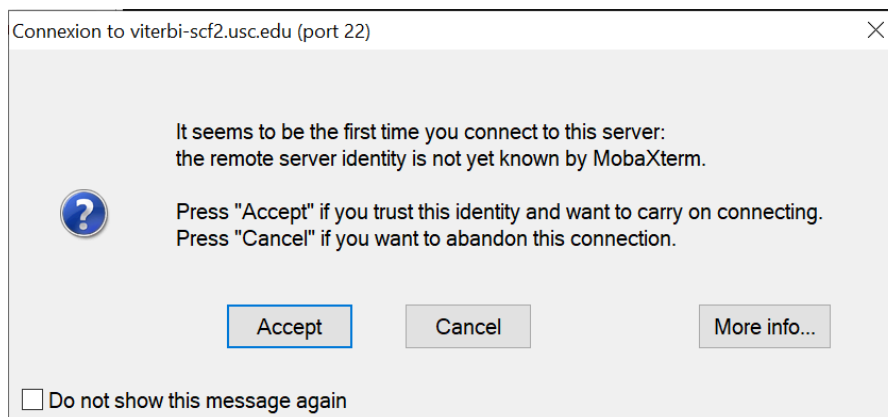 Connexion to viterbi-scf2.usc.edu (port 22)
It seems to be the first time you connect to this server:
the remote server identity is not yet known by MobaXterm.
Press "Accept" if you trust this identity and want to carry on connecting.
Press "Cancel" if you want to abandon this connection.
Accept
Cancel
More info...
Do not show this message again